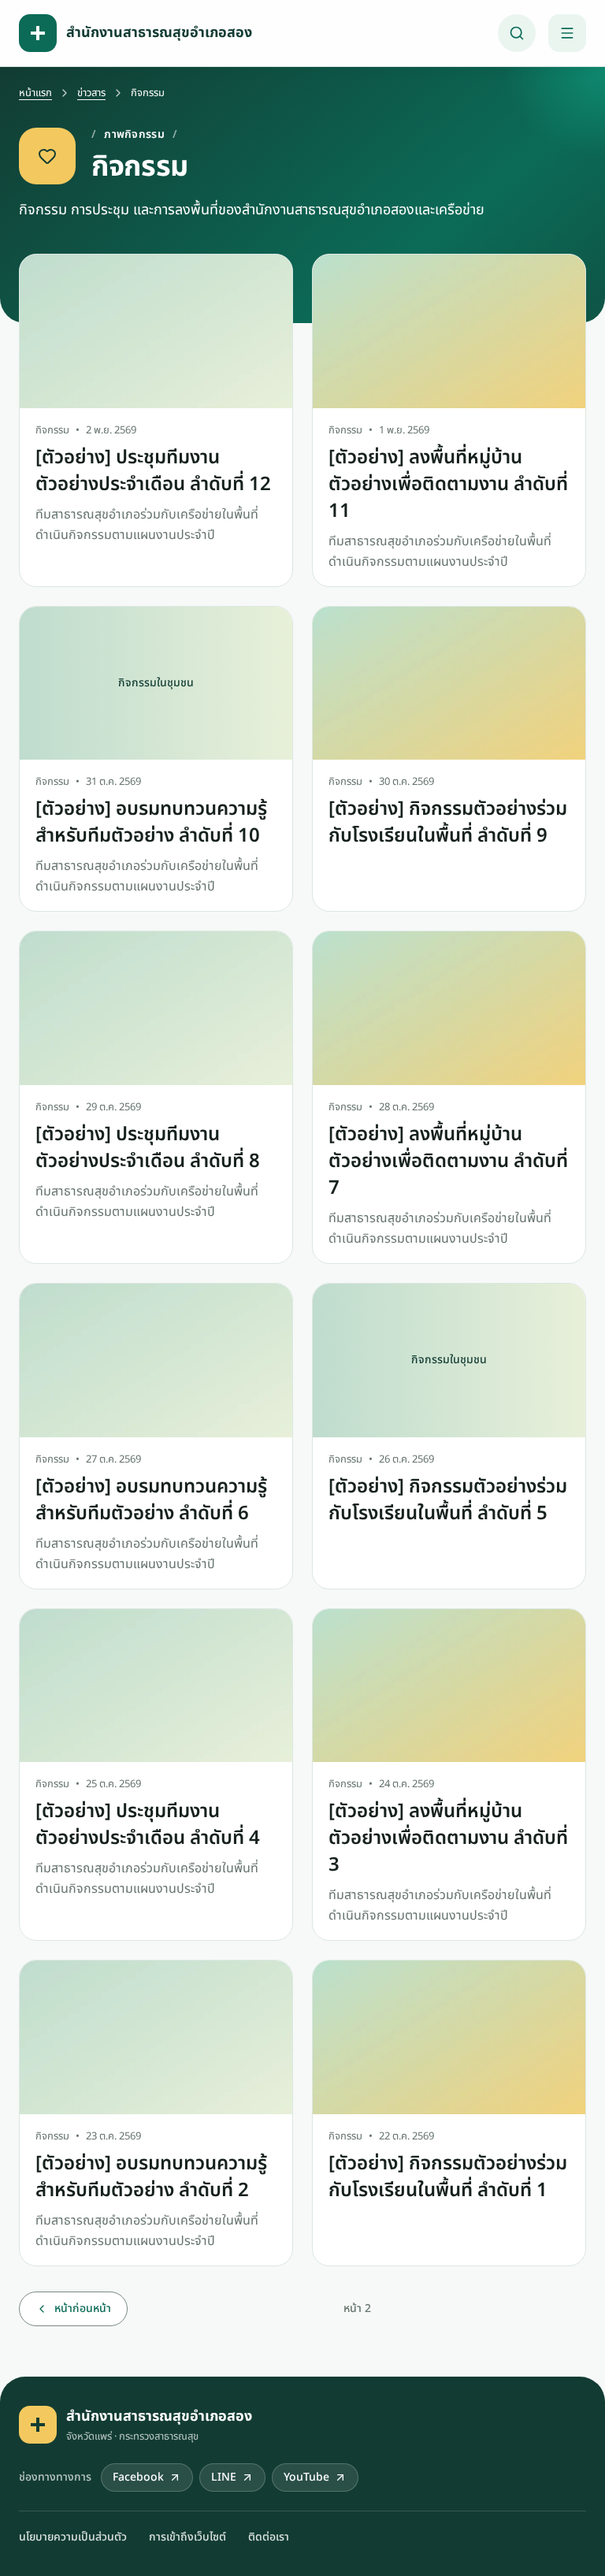 สำนักงานสาธารณสุขอำเภอสอง
หน้าแรก > ข่าวสาร > กิจกรรม
/ ภาพกิจกรรม /
กิจกรรม
กิจกรรม การประชุม และการลงพื้นที่ของสำนักงานสาธารณสุขอำเภอสองและเครือข่าย
กิจกรรม • 2 พ.ย. 2569
[ตัวอย่าง] ประชุมทีมงาน
ตัวอย่างประจำเดือน ลำดับที่ 12
ทีมสาธารณสุขอำเภอร่วมกับเครือข่ายในพื้นที่
ดำเนินกิจกรรมตามแผนงานประจำปี
กิจกรรม • 1 พ.ย. 2569
[ตัวอย่าง] ลงพื้นที่หมู่บ้าน
ตัวอย่างเพื่อติดตามงาน ลำดับที่
11
ทีมสาธารณสุขอำเภอร่วมกับเครือข่ายในพื้นที่
ดำเนินกิจกรรมตามแผนงานประจำปี
กิจกรรมในชุมชน
กิจกรรม • 31 ต.ค. 2569
[ตัวอย่าง] อบรมทบทวนความรู้
สำหรับทีมตัวอย่าง ลำดับที่ 10
ทีมสาธารณสุขอำเภอร่วมกับเครือข่ายในพื้นที่
ดำเนินกิจกรรมตามแผนงานประจำปี
กิจกรรม • 30 ต.ค. 2569
[ตัวอย่าง] กิจกรรมตัวอย่างร่วม
กับโรงเรียนในพื้นที่ ลำดับที่ 9
กิจกรรม • 29 ต.ค. 2569
[ตัวอย่าง] ประชุมทีมงาน
ตัวอย่างประจำเดือน ลำดับที่ 8
ทีมสาธารณสุขอำเภอร่วมกับเครือข่ายในพื้นที่
ดำเนินกิจกรรมตามแผนงานประจำปี
กิจกรรม • 28 ต.ค. 2569
[ตัวอย่าง] ลงพื้นที่หมู่บ้าน
ตัวอย่างเพื่อติดตามงาน ลำดับที่
7
ทีมสาธารณสุขอำเภอร่วมกับเครือข่ายในพื้นที่
ดำเนินกิจกรรมตามแผนงานประจำปี
กิจกรรม • 27 ต.ค. 2569
[ตัวอย่าง] อบรมทบทวนความรู้
สำหรับทีมตัวอย่าง ลำดับที่ 6
ทีมสาธารณสุขอำเภอร่วมกับเครือข่ายในพื้นที่
ดำเนินกิจกรรมตามแผนงานประจำปี
กิจกรรมในชุมชน
กิจกรรม • 26 ต.ค. 2569
[ตัวอย่าง] กิจกรรมตัวอย่างร่วม
กับโรงเรียนในพื้นที่ ลำดับที่ 5
กิจกรรม • 25 ต.ค. 2569
[ตัวอย่าง] ประชุมทีมงาน
ตัวอย่างประจำเดือน ลำดับที่ 4
ทีมสาธารณสุขอำเภอร่วมกับเครือข่ายในพื้นที่
ดำเนินกิจกรรมตามแผนงานประจำปี
กิจกรรม • 24 ต.ค. 2569
[ตัวอย่าง] ลงพื้นที่หมู่บ้าน
ตัวอย่างเพื่อติดตามงาน ลำดับที่
3
ทีมสาธารณสุขอำเภอร่วมกับเครือข่ายในพื้นที่
ดำเนินกิจกรรมตามแผนงานประจำปี
กิจกรรม • 23 ต.ค. 2569
[ตัวอย่าง] อบรมทบทวนความรู้
สำหรับทีมตัวอย่าง ลำดับที่ 2
ทีมสาธารณสุขอำเภอร่วมกับเครือข่ายในพื้นที่
ดำเนินกิจกรรมตามแผนงานประจำปี
กิจกรรม • 22 ต.ค. 2569
[ตัวอย่าง] กิจกรรมตัวอย่างร่วม
กับโรงเรียนในพื้นที่ ลำดับที่ 1
หน้าก่อนหน้า
หน้า 2
สำนักงานสาธารณสุขอำเภอสอง
จังหวัดแพร่ · กระทรวงสาธารณสุข
ช่องทางทางการ Facebook LINE YouTube
นโยบายความเป็นส่วนตัว การเข้าถึงเว็บไซต์ ติดต่อเรา